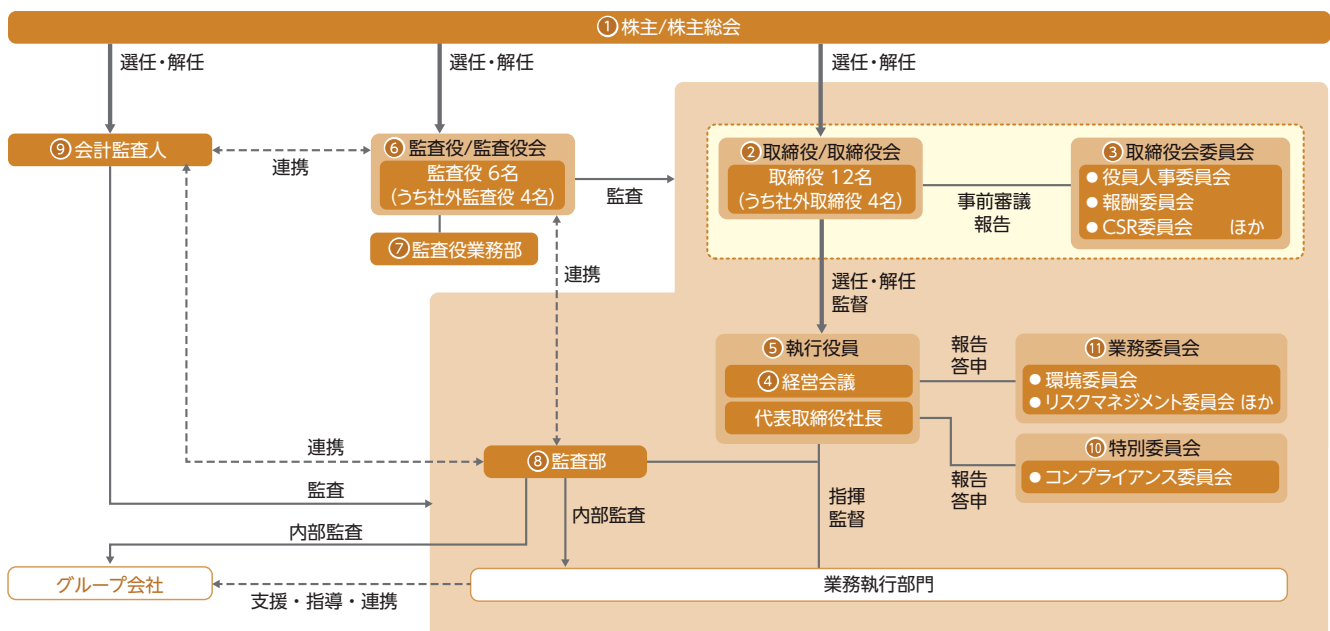 ①株主/株主総会
選任・解任
選任・解任
選任・解任
⑨会計監査人
連携
⑥監査役/監査役会
監査役 6名
(うち社外監査役 4名)
監査
⑦監査役業務部
②取締役/取締役会
取締役 12名
(うち社外取締役 4名)
事前審議
報告
③取締役会委員会
●役員人事委員会
●報酬委員会
●CSR委員会 ほか
連携
選任・解任
監督
⑤執行役員
④経営会議
代表取締役社長
報告
答申
⑪業務委員会
●環境委員会
●リスクマネジメント委員会 ほか
報告
答申
⑩特別委員会
●コンプライアンス委員会
連携
⑧監査部
監査
内部監査
内部監査
指揮
監督
グループ会社
支援・指導・連携
業務執行部門